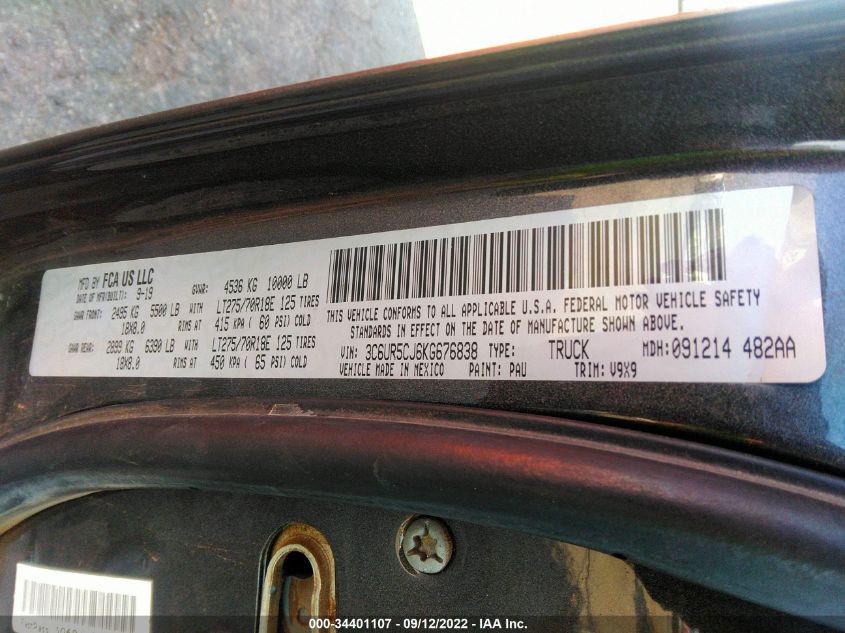 MFD BY FCA US LLC
DATE OF MFR(BUILT): 9-19 GVWR: 4536 KG 10000 LB
GAWR FRONT: 2495 KG 5500 LB WITH LT275/70R18E 125 TIRES
18X8.0 RIMS AT 415 KPA ( 60 PSI) COLD
GAWR REAR: 2899 KG 6390 LB WITH LT275/70R18E 125 TIRES
18X8.0 RIMS AT 450 KPA ( 65 PSI) COLD
THIS VEHICLE CONFORMS TO ALL APPLICABLE U.S.A. FEDERAL MOTOR VEHICLE SAFETY
STANDARDS IN EFFECT ON THE DATE OF MANUFACTURE SHOWN ABOVE.
VIN: 3C6UR5CJ6KG676838 TYPE: TRUCK MDH: 091214 482AA
VEHICLE MADE IN MEXICO PAINT: PAU TRIM: V9X9
000-34401107 - 09/12/2022 - IAA Inc.